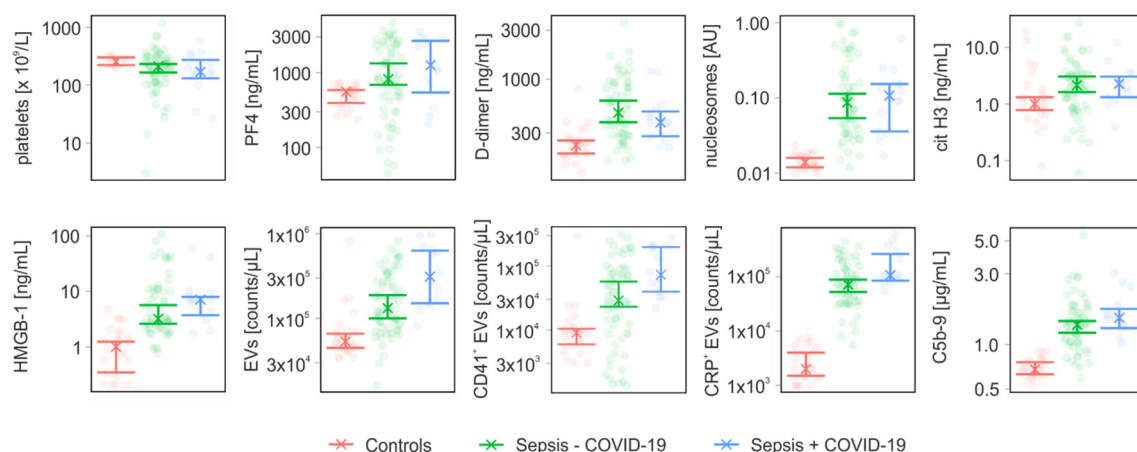 platelets [x 10⁹/L]
1000
100
10
PF4 [ng/mL]
3000
1000
300
100
D-dimer
[ng/mL]
3000
1000
300
nucleosomes [AU]
1.00
0.10
0.01
cit H3 [ng/mL]
10.0
1.0
0.1
HMGB-1 [ng/mL]
100
10
1
EVs [counts/µL]
1x10⁶
3x10⁵
1x10⁵
3x10⁴
CD41⁺ EVs [counts/µL]
3x10⁵
1x10⁵
3x10⁴
1x10⁴
3x10³
CRP⁺ EVs [counts/µL]
1x10⁵
1x10⁴
1x10³
C5b-9 [µg/mL]
5.0
3.0
1.0
0.5
Controls
Sepsis - COVID-19
Sepsis + COVID-19